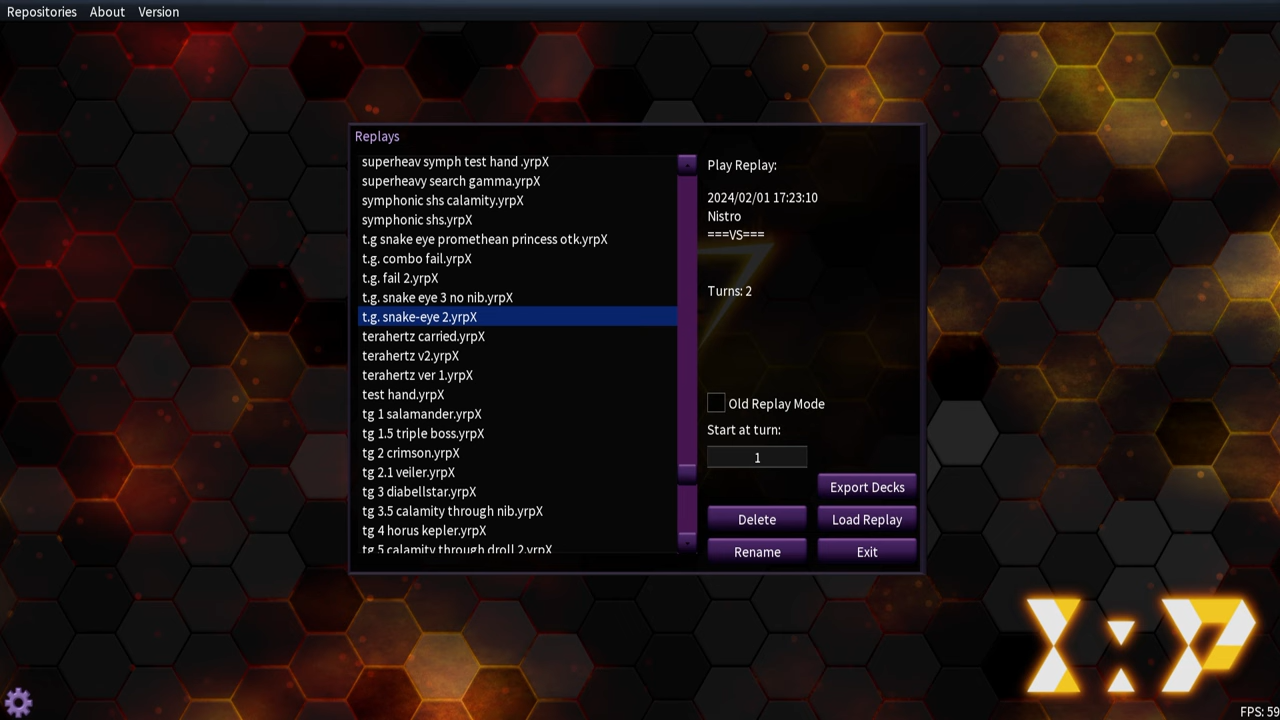 Repositories About Version
Replays
superheav symph test hand .yrpX
superheavy search gamma.yrpX
symphonic shs calamity.yrpX
symphonic shs.yrpX
t.g snake eye promethean princess otk.yrpX
t.g. combo fail.yrpX
t.g. fail 2.yrpX
t.g. snake eye 3 no nib.yrpX
t.g. snake-eye 2.yrpX
terahertz carried.yrpX
terahertz v2.yrpX
terahertz ver 1.yrpX
test hand.yrpX
tg 1 salamander.yrpX
tg 1.5 triple boss.yrpX
tg 2 crimson.yrpX
tg 2.1 veiler.yrpX
tg 3 diabellstar.yrpX
tg 3.5 calamity through nib.yrpX
tg 4 horus kepler.yrpX
tg 5 calamity through droll 2.yrpX
Play Replay:
2024/02/01 17:23:10
Nistro
===VS===
Turns: 2
Old Replay Mode
Start at turn:
1
Export Decks
Delete
Load Replay
Rename
Exit
X:P
FPS: 59